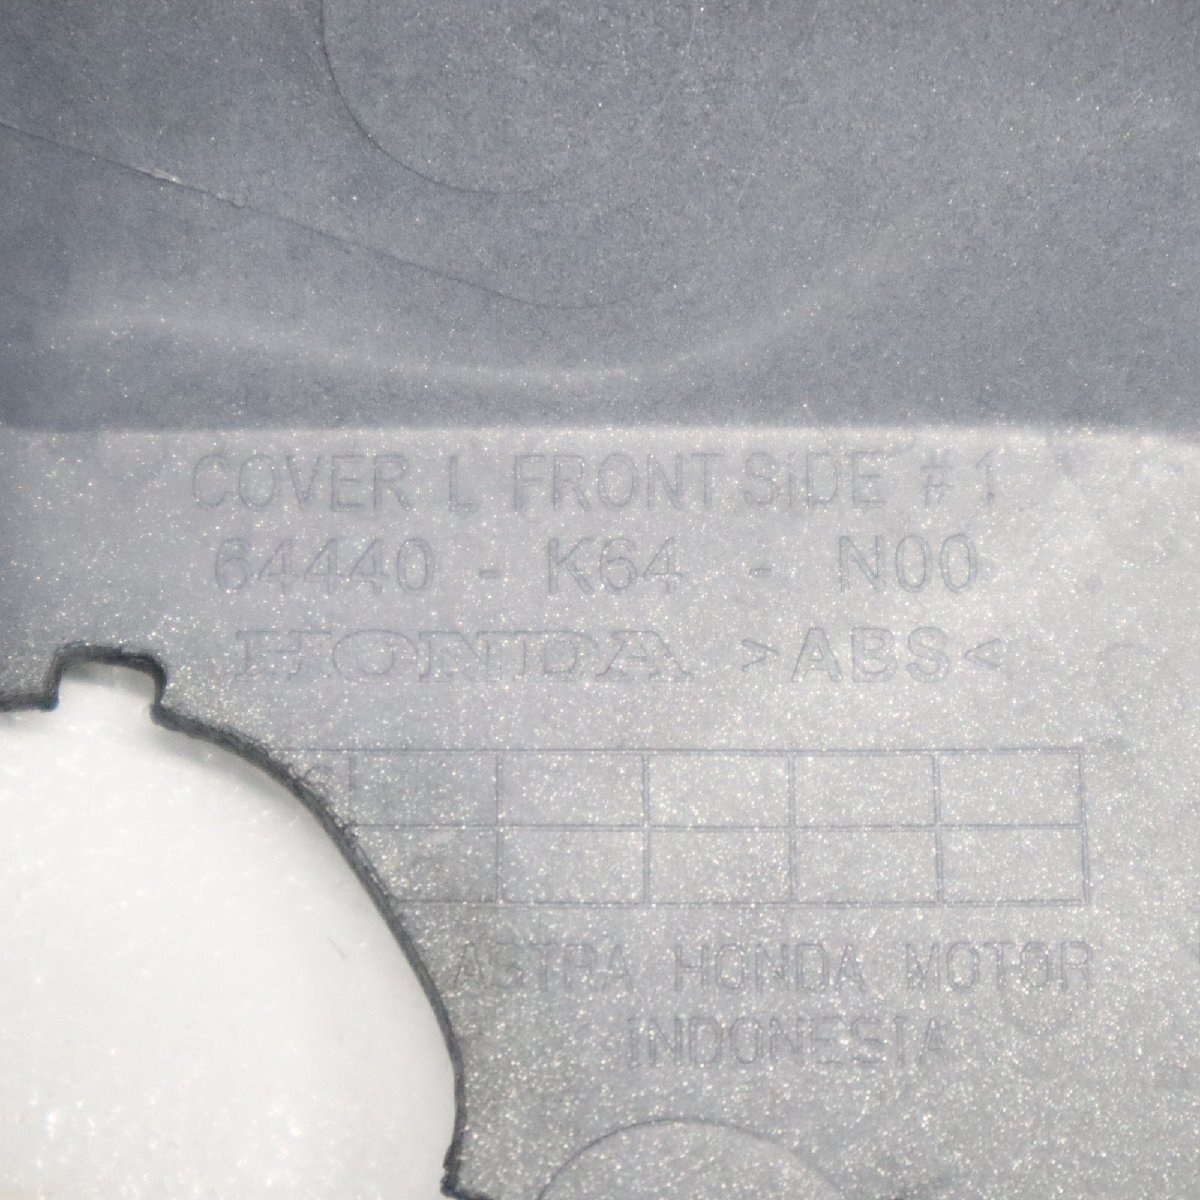 COVER L FRONT SIDE # 1
64440 - K64 - N00
HONDA >ABS<
ASTRA HONDA MOTOR
INDONESIA